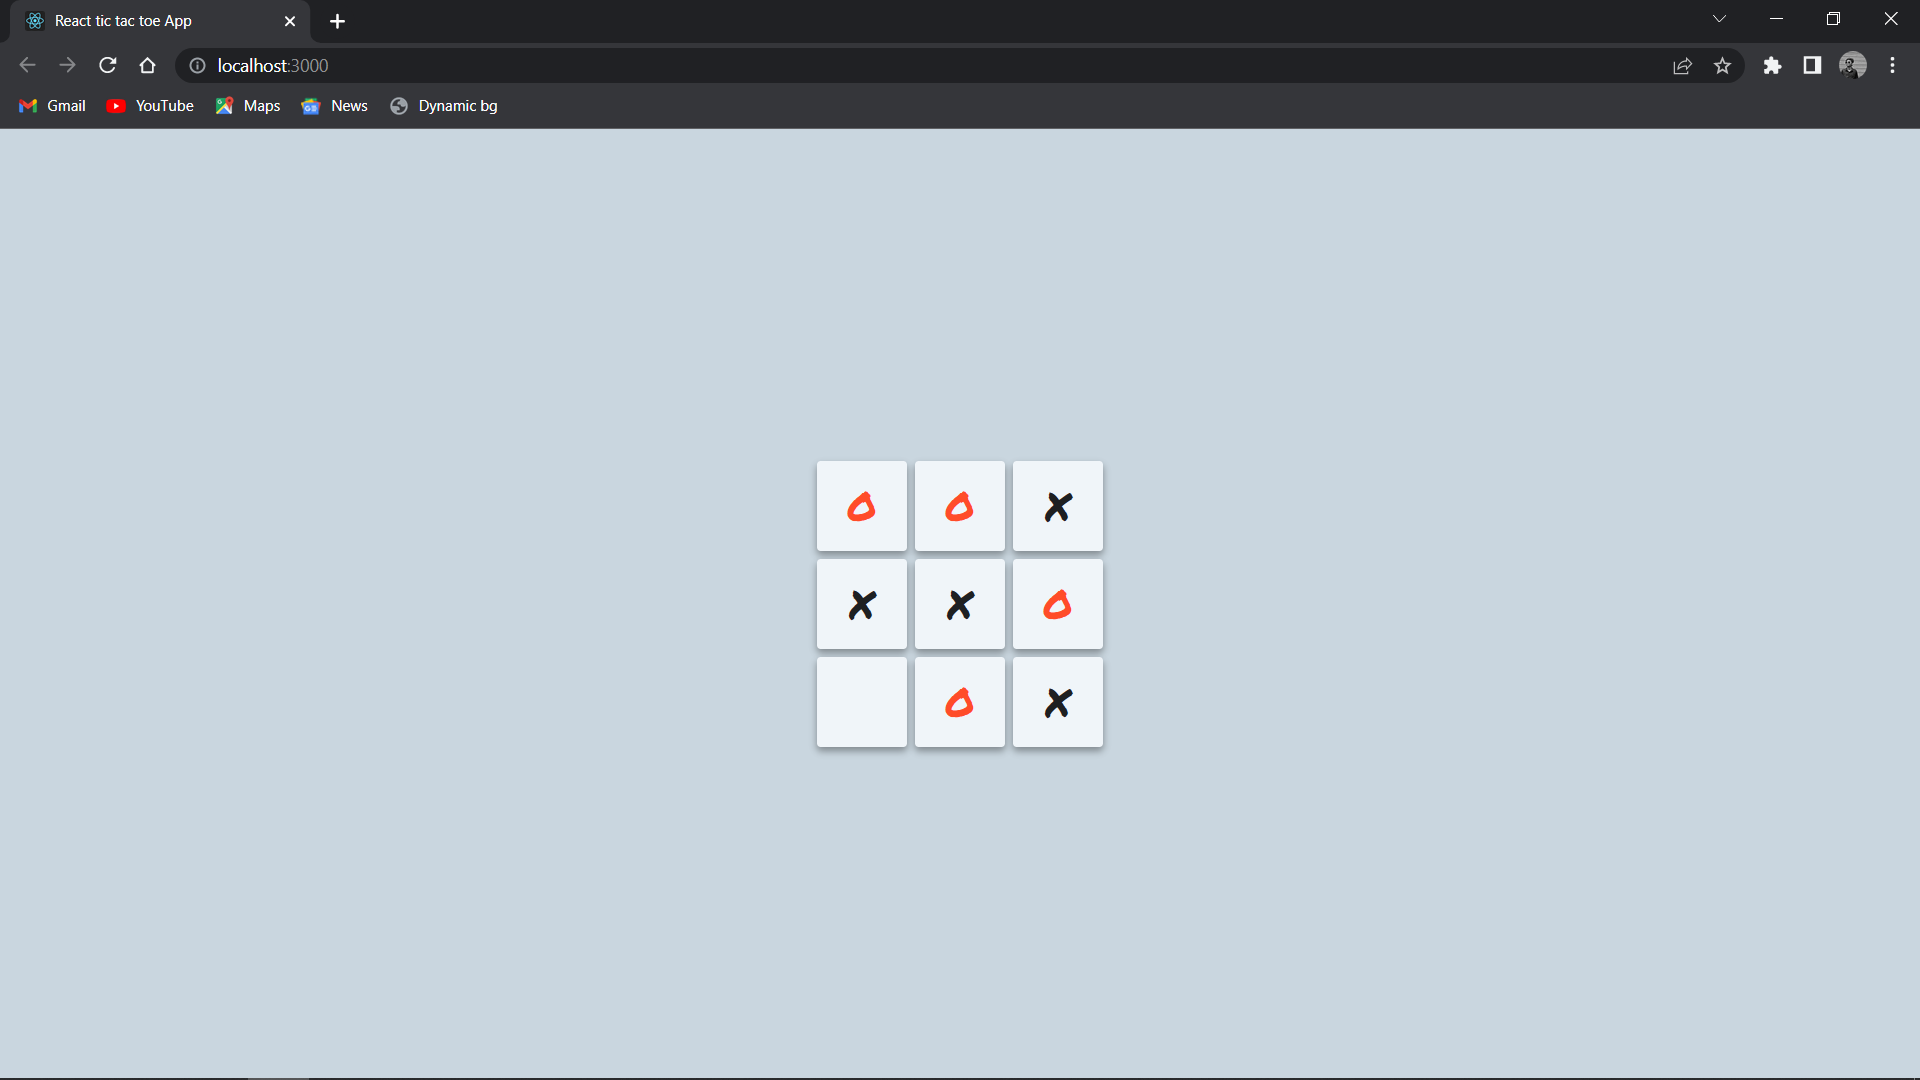 React tic tac toe App
localhost:3000
Gmail YouTube Maps News Dynamic bg
O O X
X X O
O X